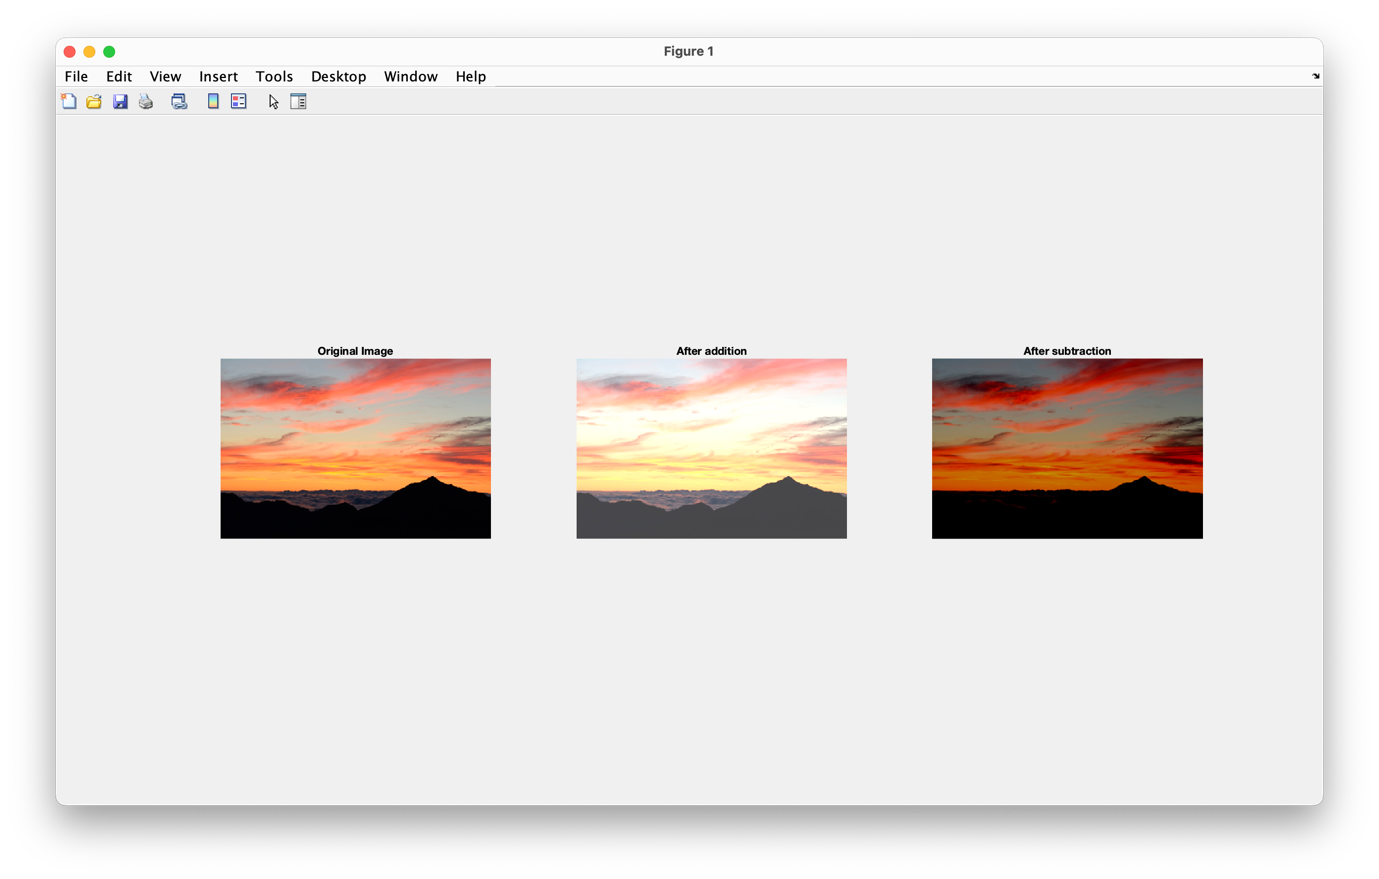 Figure 1
File Edit View Insert Tools Desktop Window Help
Original Image
After addition
After subtraction